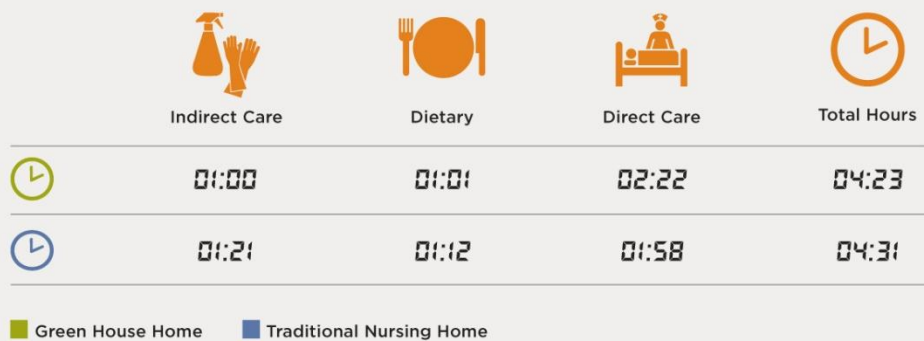 Indirect Care Dietary Direct Care Total Hours
01:00 01:01 02:22 04:23
01:21 01:12 01:58 04:31
Green House Home Traditional Nursing Home